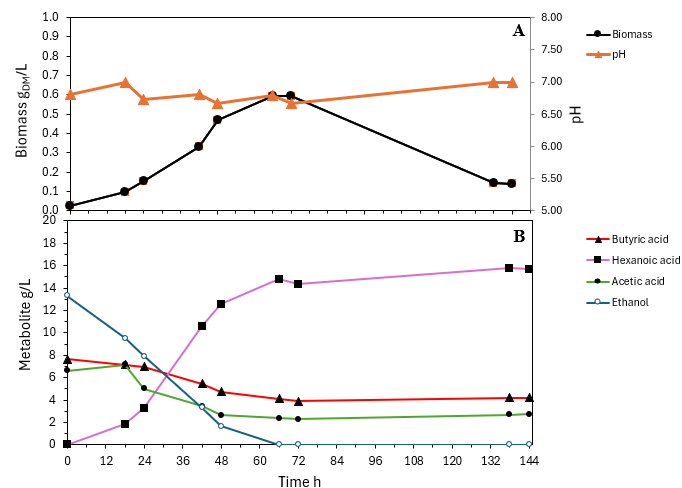 1.0
0.9
0.8
0.7
0.6
0.5
0.4
0.3
0.2
0.1
0.0
Biomass gDM/L
A
8.00
7.50
7.00
6.50
6.00
5.50
5.00
pH
Biomass
pH
20
18
16
14
12
10
8
6
4
2
0
Metabolite g/L
B
Butyric acid
Hexanoic acid
Acetic acid
Ethanol
0 12 24 36 48 60 72 84 96 108 120 132 144
Time h